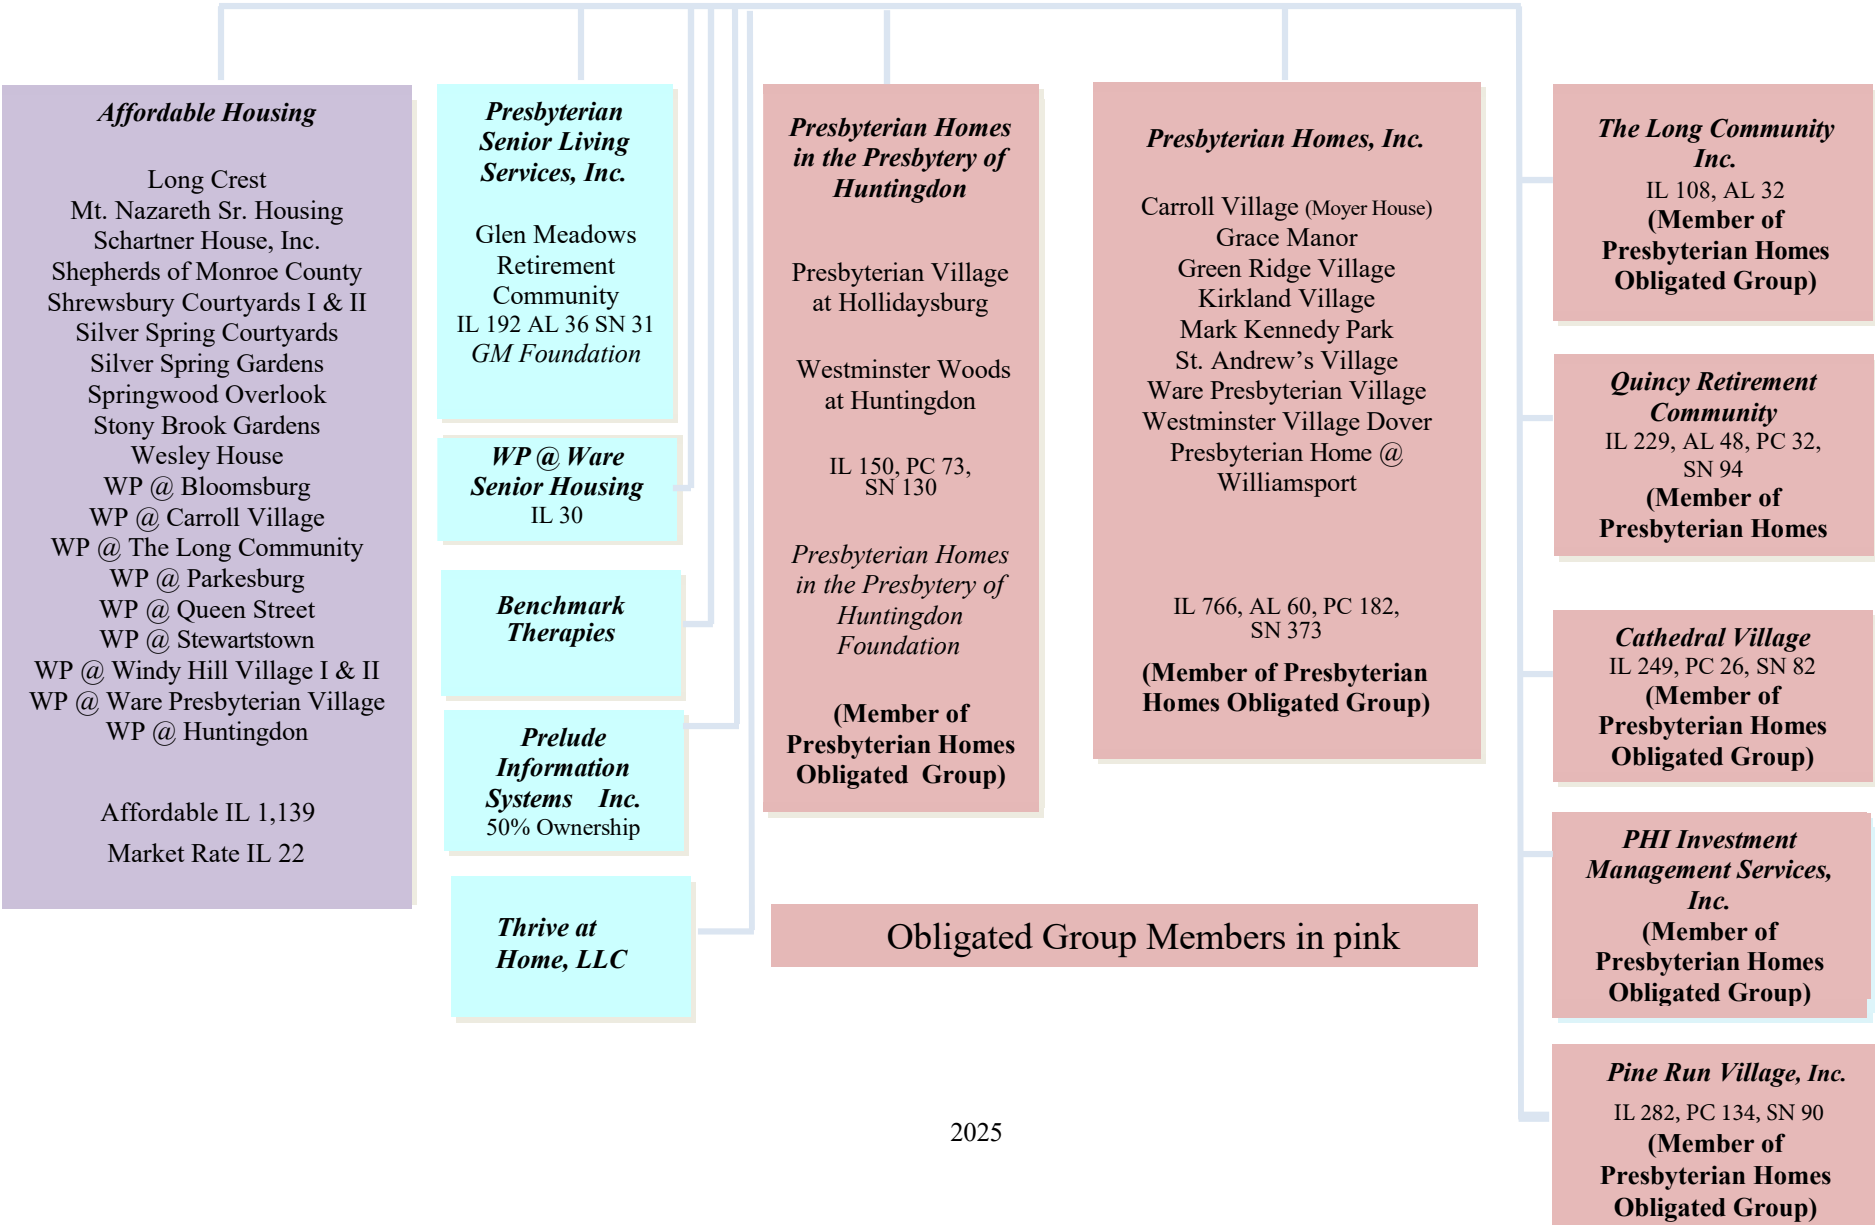 Affordable Housing
Long Crest
Mt. Nazareth Sr. Housing
Schartner House, Inc.
Shepherds of Monroe County
Shrewsbury Courtyards I & II
Silver Spring Courtyards
Silver Spring Gardens
Springwood Overlook
Stony Brook Gardens
Wesley House
WP @ Bloomsburg
WP @ Carroll Village
WP @ The Long Community
WP @ Parkesburg
WP @ Queen Street
WP @ Stewartstown
WP @ Windy Hill Village I & II
WP @ Ware Presbyterian Village
WP @ Huntingdon
Affordable IL 1,139
Market Rate IL 22
Presbyterian
Senior Living
Services, Inc.
Glen Meadows
Retirement
Community
IL 192 AL 36 SN 31
GM Foundation
WP @ Ware
Senior Housing
IL 30
Benchmark
Therapies
Prelude
Information
Systems Inc.
50% Ownership
Thrive at
Home, LLC
Presbyterian Homes
in the Presbytery of
Huntingdon
Presbyterian Village
at Hollidaysburg
Westminster Woods
at Huntingdon
IL 150, PC 73,
SN 130
Presbyterian Homes
in the Presbytery of
Huntingdon
Foundation
(Member of
Presbyterian Homes
Obligated Group)
Presbyterian Homes, Inc.
Carroll Village (Moyer House)
Grace Manor
Green Ridge Village
Kirkland Village
Mark Kennedy Park
St. Andrew’s Village
Ware Presbyterian Village
Westminster Village Dover
Presbyterian Home @
Williamsport
IL 766, AL 60, PC 182,
SN 373
(Member of Presbyterian
Homes Obligated Group)
Obligated Group Members in pink
The Long Community
Inc.
IL 108, AL 32
(Member of
Presbyterian Homes
Obligated Group)
Quincy Retirement
Community
IL 229, AL 48, PC 32,
SN 94
(Member of
Presbyterian Homes
Cathedral Village
IL 249, PC 26, SN 82
(Member of
Presbyterian Homes
Obligated Group)
PHI Investment
Management Services,
Inc.
(Member of
Presbyterian Homes
Obligated Group)
Pine Run Village, Inc.
IL 282, PC 134, SN 90
(Member of
Presbyterian Homes
Obligated Group)
2025